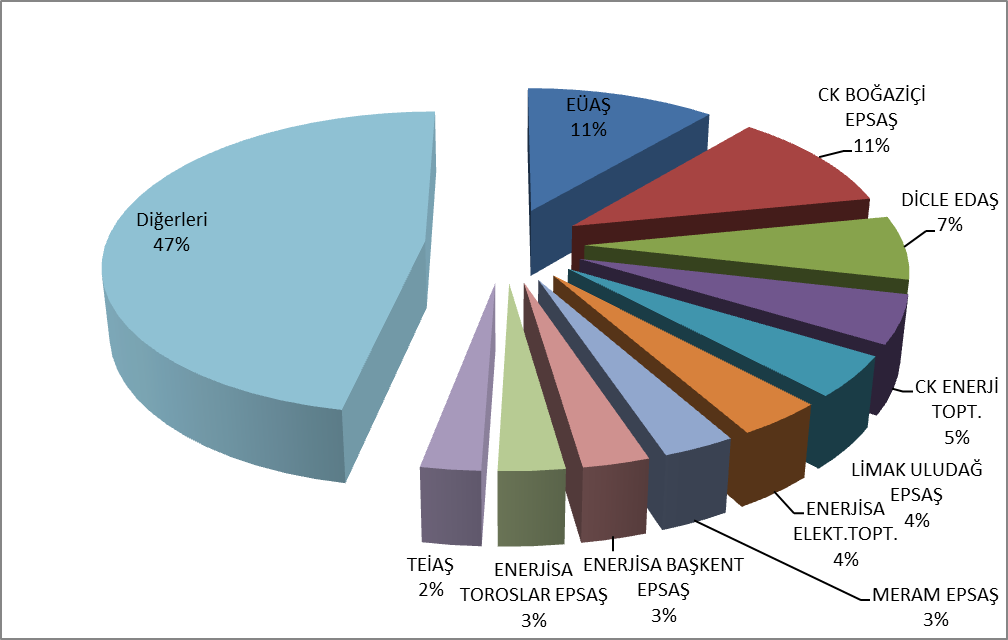 EÜAŞ
11%
CK BOĞAZİÇİ
EPSAŞ
11%
DİCLE EDAŞ
7%
CK ENERJİ
TOPT.
5%
LİMAK ULUDAĞ
EPSAŞ
4%
ENERJİSA
ELEKT.TOPT.
4%
MERAM EPSAŞ
3%
ENERJİSA BAŞKENT
EPSAŞ
3%
ENERJİSA
TOROSLAR EPSAŞ
3%
TEİAŞ
2%
Diğerleri
47%